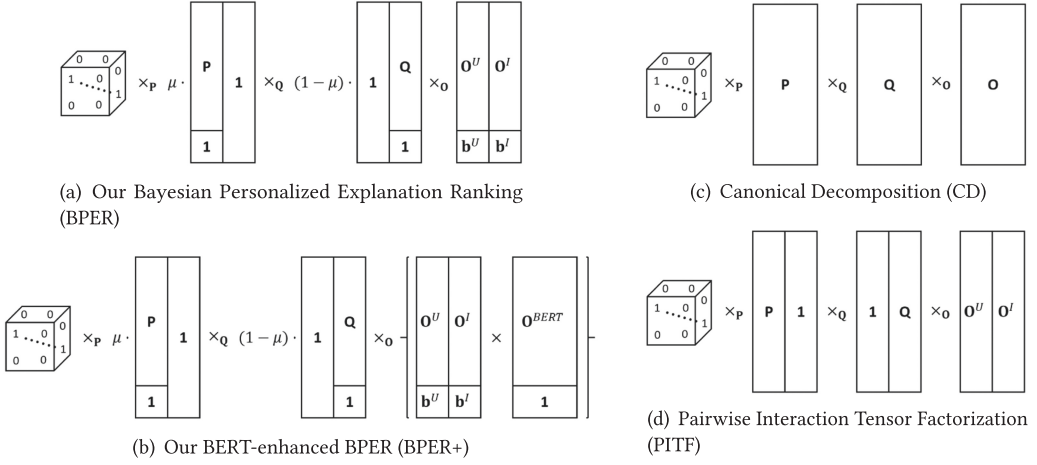 0 0
1 0 0
1
0 0
×P μ · P 1 1 ×Q (1 − μ) · 1 Q 1 ×O O^U O^I b^U b^I
(a) Our Bayesian Personalized Explanation Ranking
(BPER)
0 0
1 0 0
1
0 0
×P μ · P 1 1 ×Q (1 − μ) · 1 Q 1 ×O O^U O^I b^U b^I × O^BERT 1
(b) Our BERT-enhanced BPER (BPER+)
0 0
1 0 0
1
0 0
×P P ×Q Q ×O O
(c) Canonical Decomposition (CD)
0 0
1 0 0
1
0 0
×P P 1 ×Q 1 Q ×O O^U O^I
(d) Pairwise Interaction Tensor Factorization
(PITF)